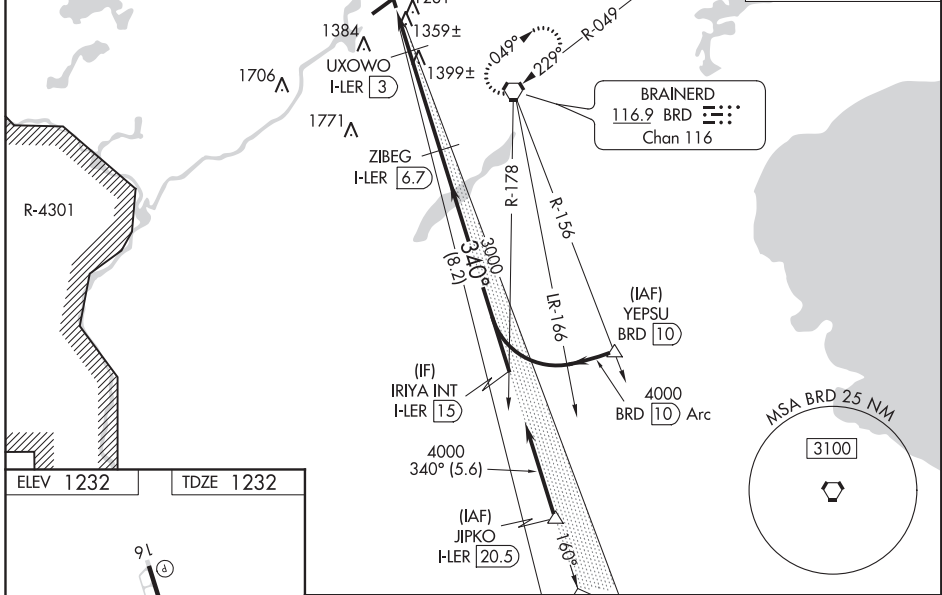 1384
1359±
UXOWO
I-LER 3
1399±
1706
1771
049°
229°
R-049
BRAINERD
116.9 BRD
Chan 116
ZIBEG
I-LER 6.7
R-4301
R-178
R-156
3000
340°
(8.2)
LR-166
(IAF)
YEPSU
BRD 10
(IF)
IRIYA INT
I-LER 15
4000
BRD 10 Arc
MSA BRD 25 NM
3100
4000
340° (5.6)
ELEV 1232
TDZE 1232
(IAF)
JIPKO
I-LER 20.5
160°
16
P